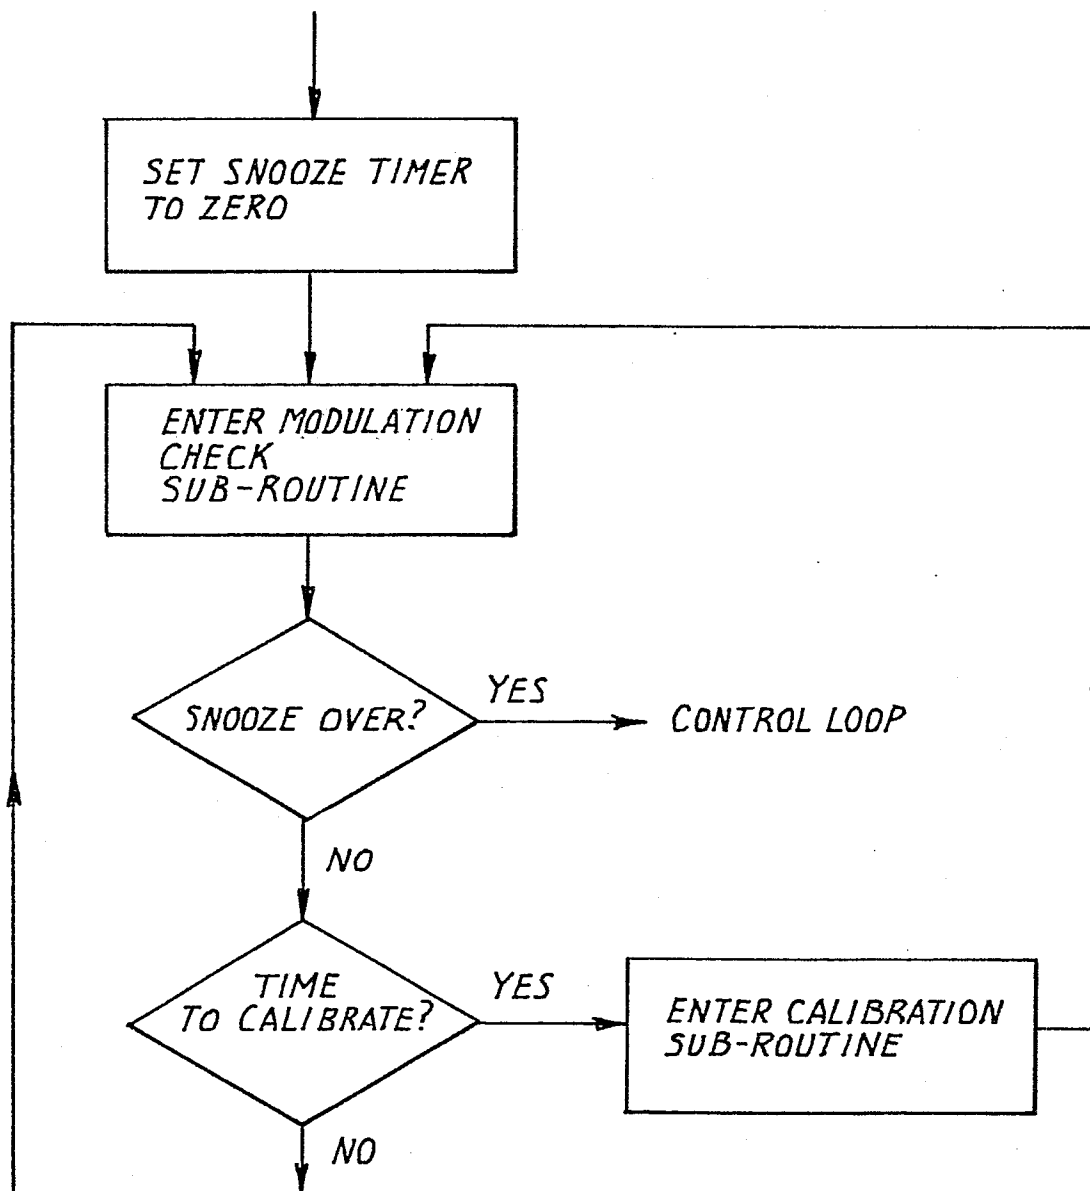 SET SNOOZE TIMER
TO ZERO
ENTER MODULATION
CHECK
SUB-ROUTINE
SNOOZE OVER?
YES
CONTROL LOOP
NO
TIME
TO CALIBRATE?
YES
ENTER CALIBRATION
SUB-ROUTINE
NO